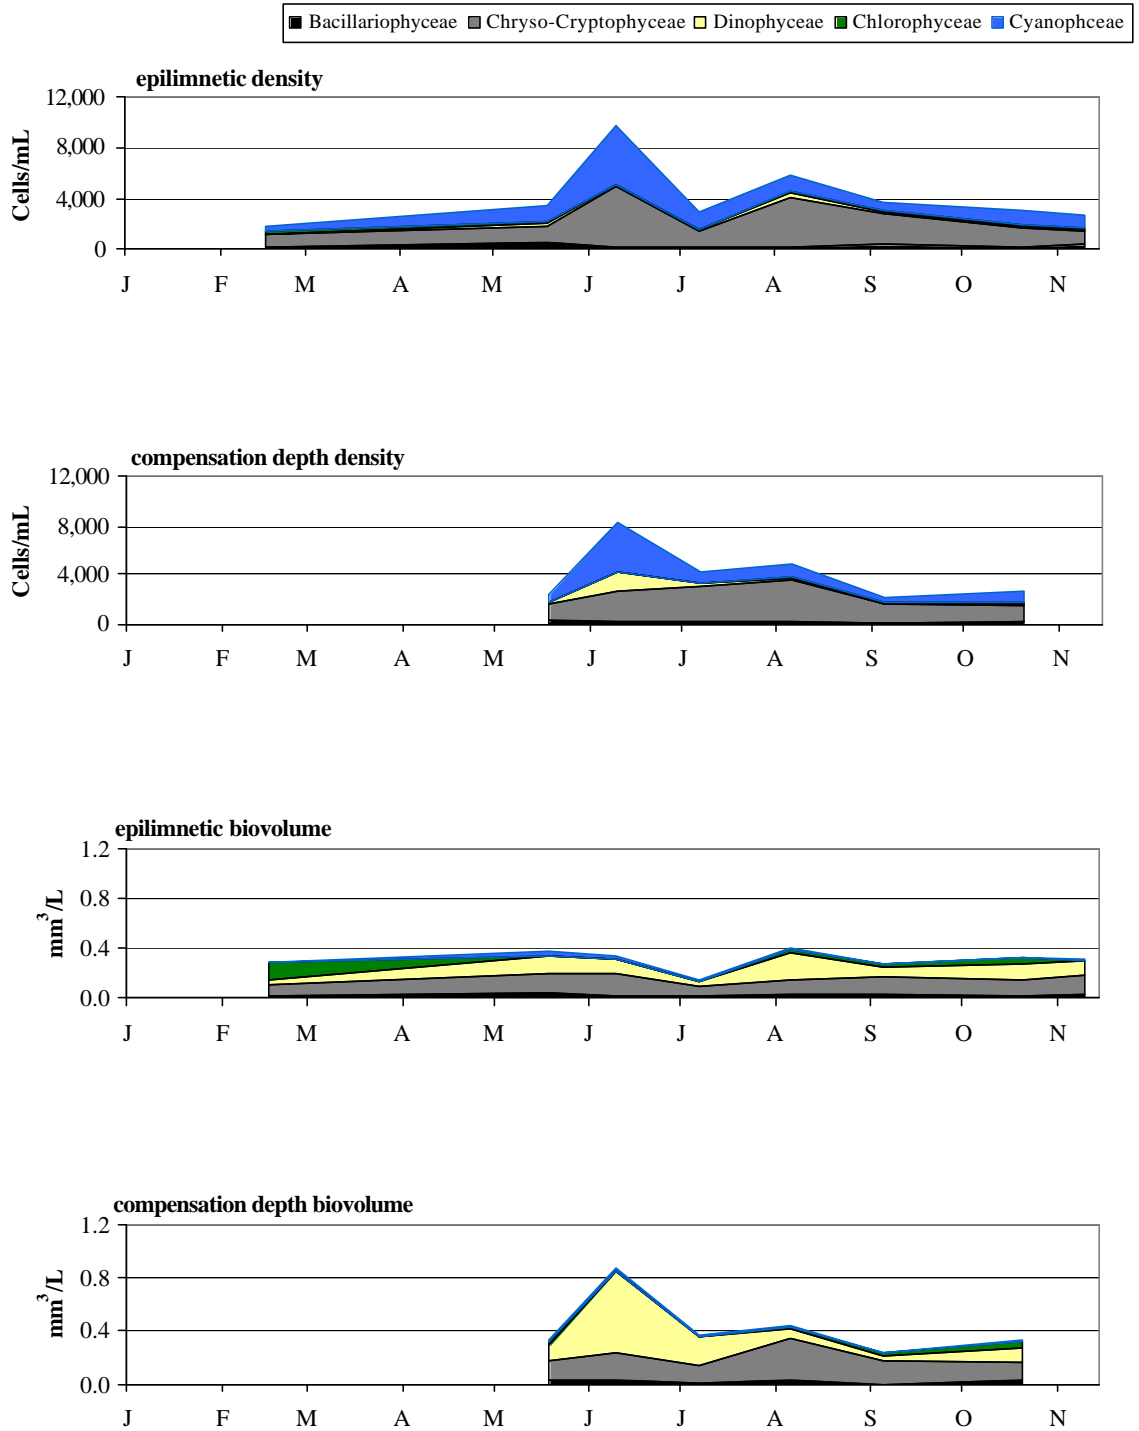 Bacillariophyceae Chryso-Cryptophyceae Dinophyceae Chlorophyceae Cyanophceae
epilimnetic density
Cells/mL
12,000
8,000
4,000
0
J F M A M J J A S O N
compensation depth density
Cells/mL
12,000
8,000
4,000
0
J F M A M J J A S O N
epilimnetic biovolume
mm³/L
1.2
0.8
0.4
0.0
J F M A M J J A S O N
compensation depth biovolume
mm³/L
1.2
0.8
0.4
0.0
J F M A M J J A S O N